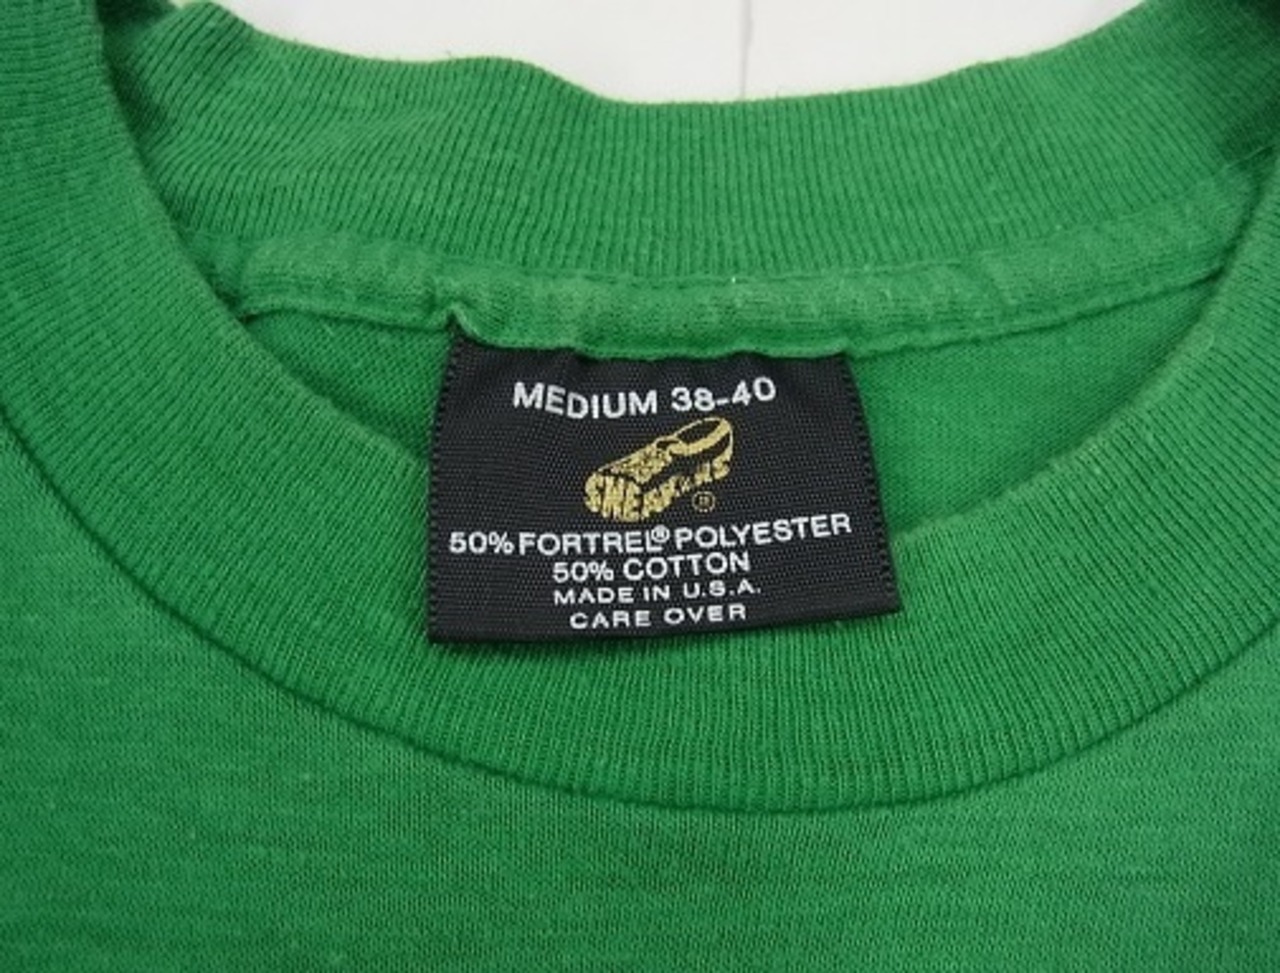 MEDIUM 38-40
SNEAKERS ®
50% FORTREL® POLYESTER
50% COTTON
MADE IN U.S.A.
CARE OVER